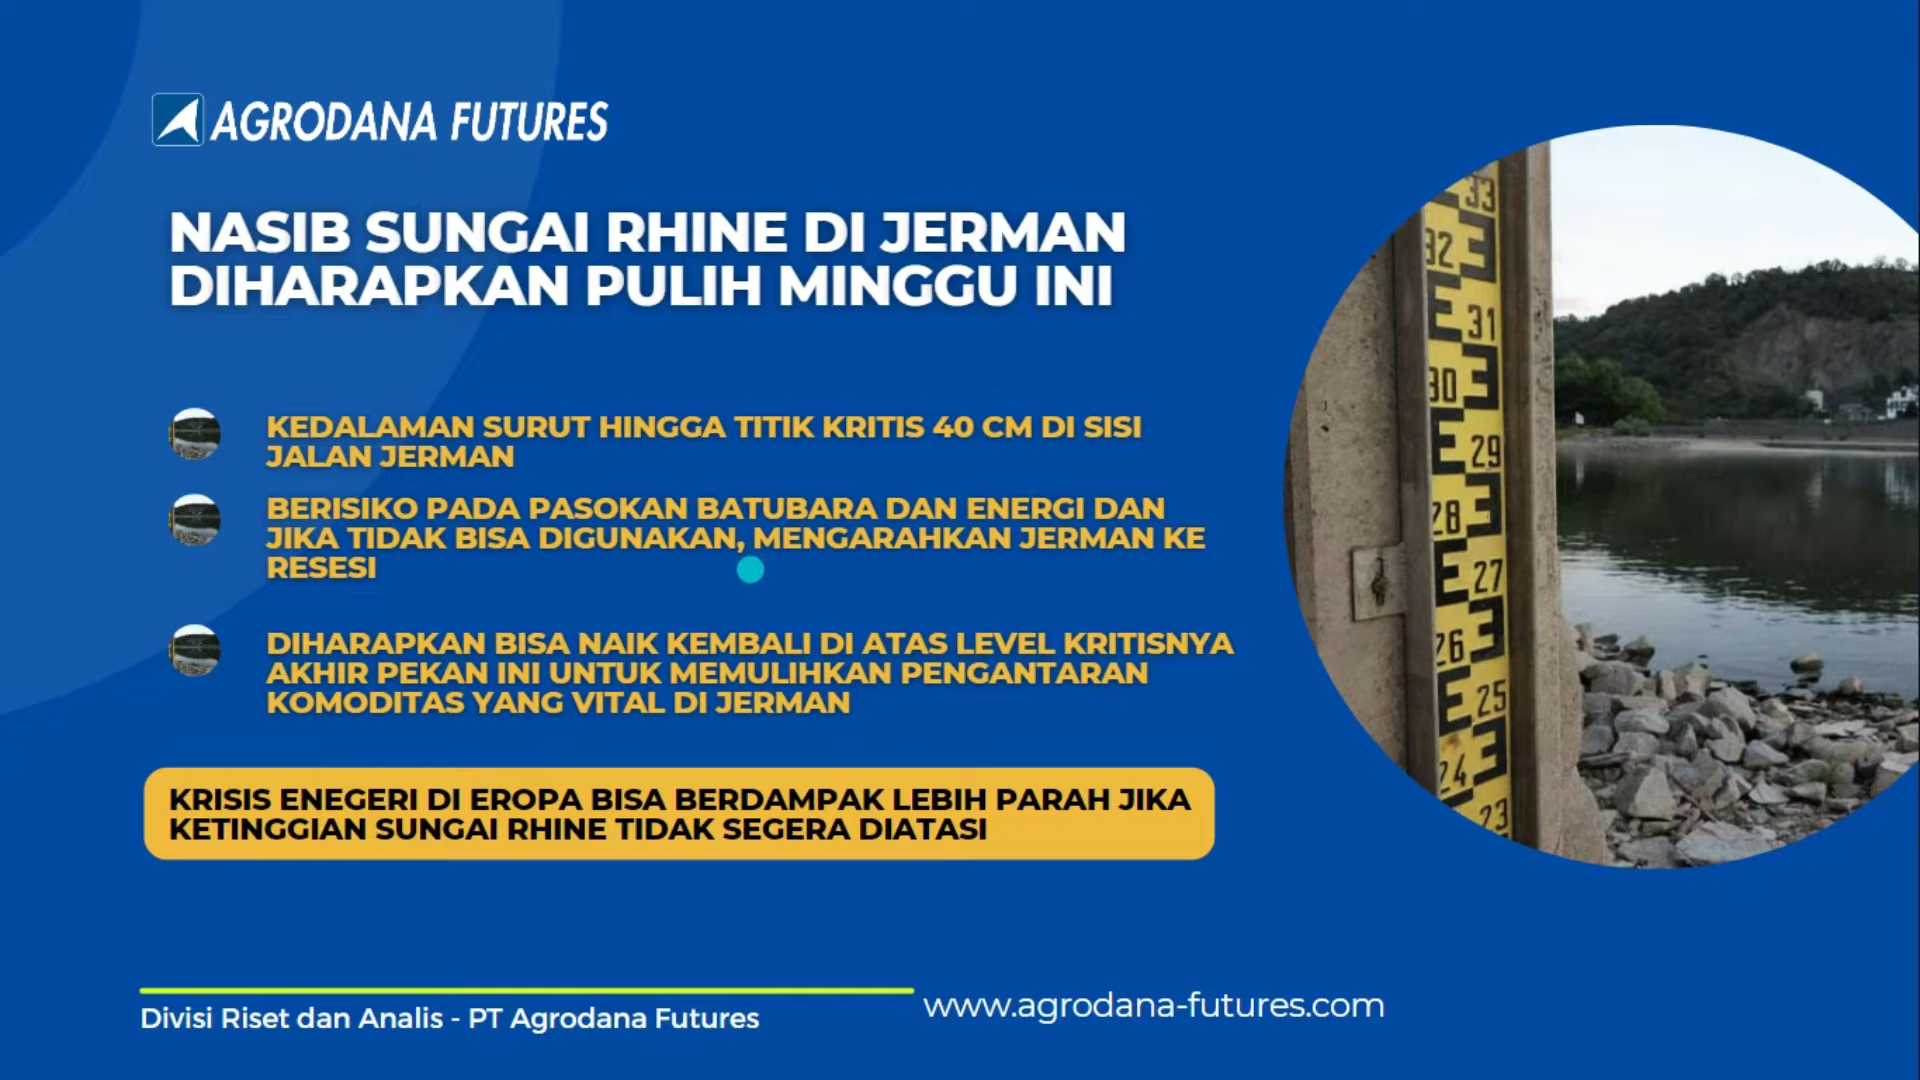 AGRODANA FUTURES
NASIB SUNGAI RHINE DI JERMAN
DIHARAPKAN PULIH MINGGU INI
KEDALAMAN SURUT HINGGA TITIK KRITIS 40 CM DI SISI
JALAN JERMAN
BERISIKO PADA PASOKAN BATUBARA DAN ENERGI DAN
JIKA TIDAK BISA DIGUNAKAN, MENGARAHKAN JERMAN KE
RESESI
DIHARAPKAN BISA NAIK KEMBALI DI ATAS LEVEL KRITISNYA
AKHIR PEKAN INI UNTUK MEMULIHKAN PENGANTARAN
KOMODITAS YANG VITAL DI JERMAN
KRISIS ENEGERI DI EROPA BISA BERDAMPAK LEBIH PARAH JIKA
KETINGGIAN SUNGAI RHINE TIDAK SEGERA DIATASI
33
32
31
30
29
28
27
26
25
24
23
Divisi Riset dan Analis - PT Agrodana Futures
www.agrodana-futures.com